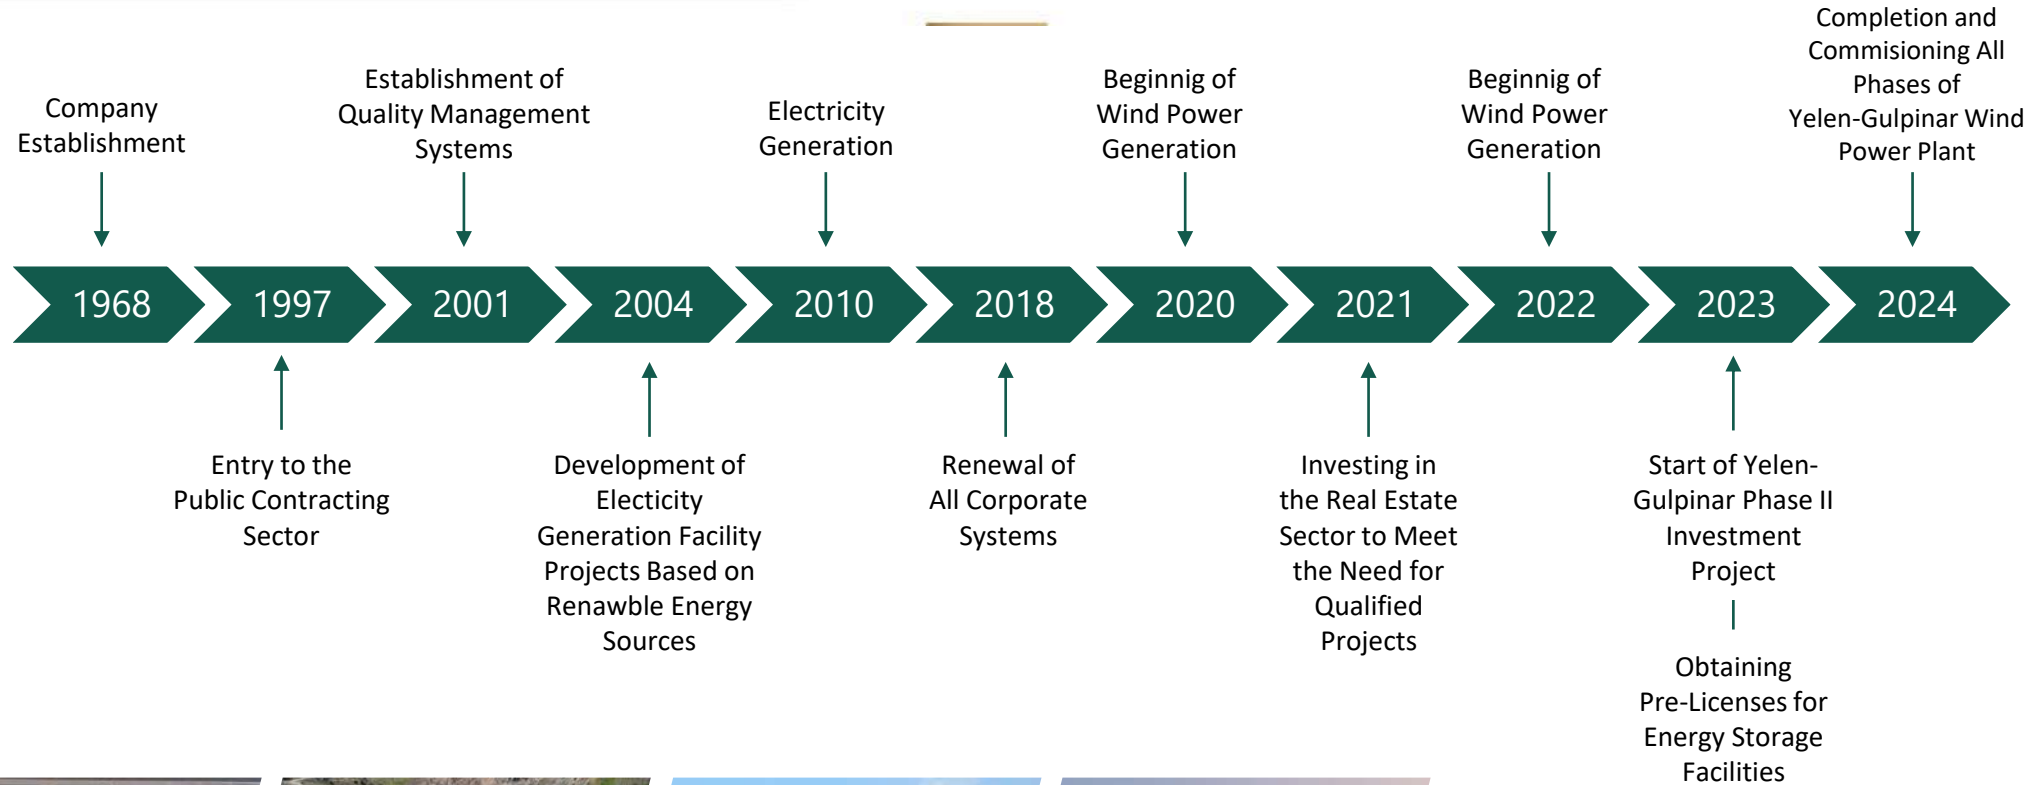 Company
Establishment
Establishment of
Quality Management
Systems
Electricity
Generation
Beginnig of
Wind Power
Generation
Beginnig of
Wind Power
Generation
Completion and
Commisioning All
Phases of
Yelen-Gulpinar Wind
Power Plant
1968
1997
2001
2004
2010
2018
2020
2021
2022
2023
2024
Entry to the
Public Contracting
Sector
Development of
Electicity
Generation Facility
Projects Based on
Renawble Energy
Sources
Renewal of
All Corporate
Systems
Investing in
the Real Estate
Sector to Meet
the Need for
Qualified
Projects
Start of Yelen-
Gulpinar Phase II
Investment
Project
Obtaining
Pre-Licenses for
Energy Storage
Facilities